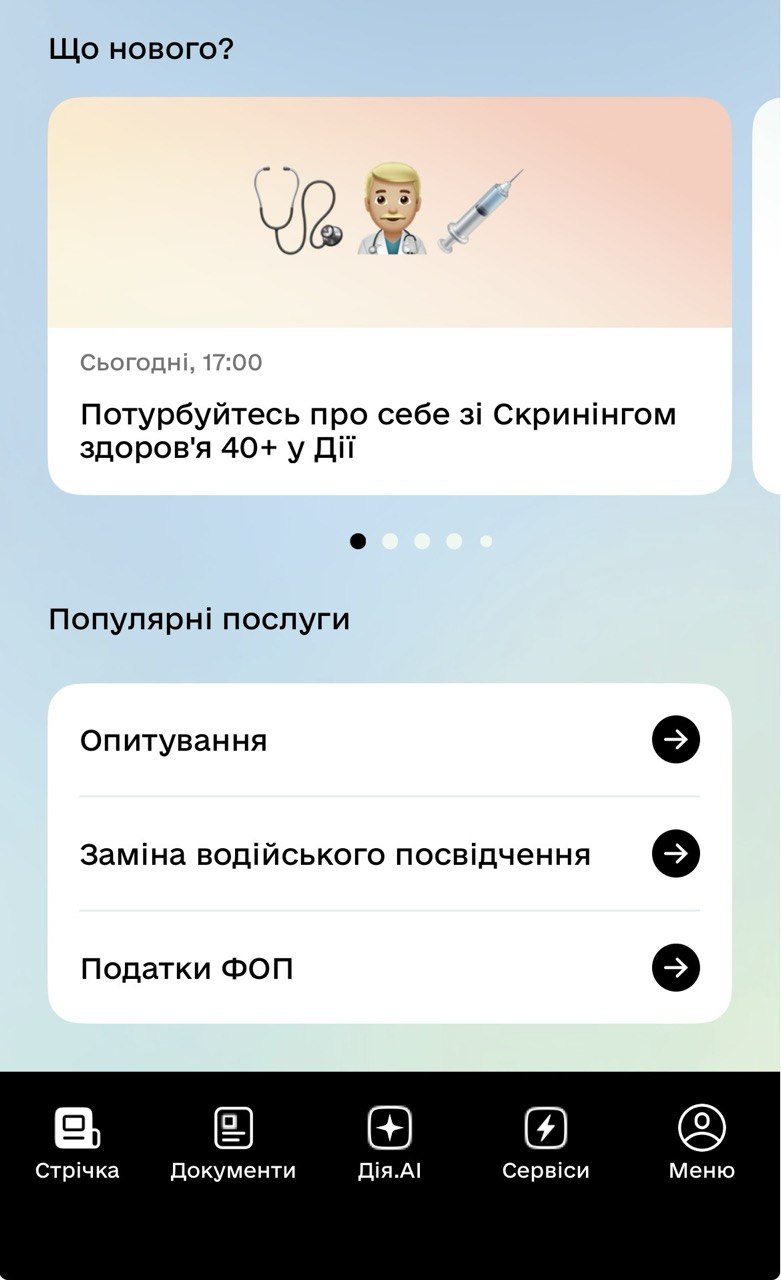 Що нового?
Сьогодні, 17:00
Потурбуйтесь про себе зі Скринінгом
здоров'я 40+ у Дії
Популярні послуги
Опитування
Заміна водійського посвідчення
Податки ФОП
Стрічка
Документи
Дія.AI
Сервіси
Меню